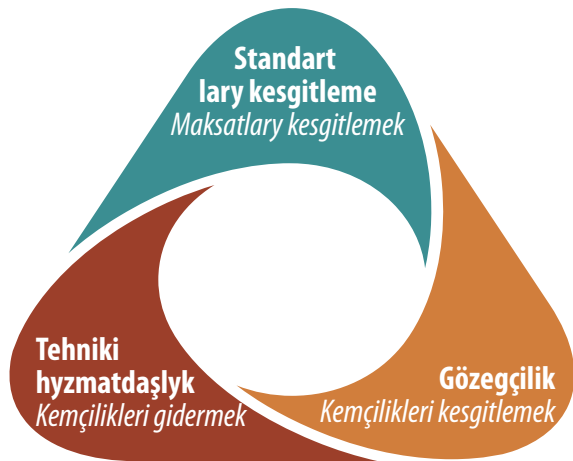 Standart
lary kesgitleme
Maksatlary kesgitlemek
Tehniki
hyzmatdaşlyk
Kemçilikleri gidermek
Gözegçilik
Kemçilikleri kesgitlemek